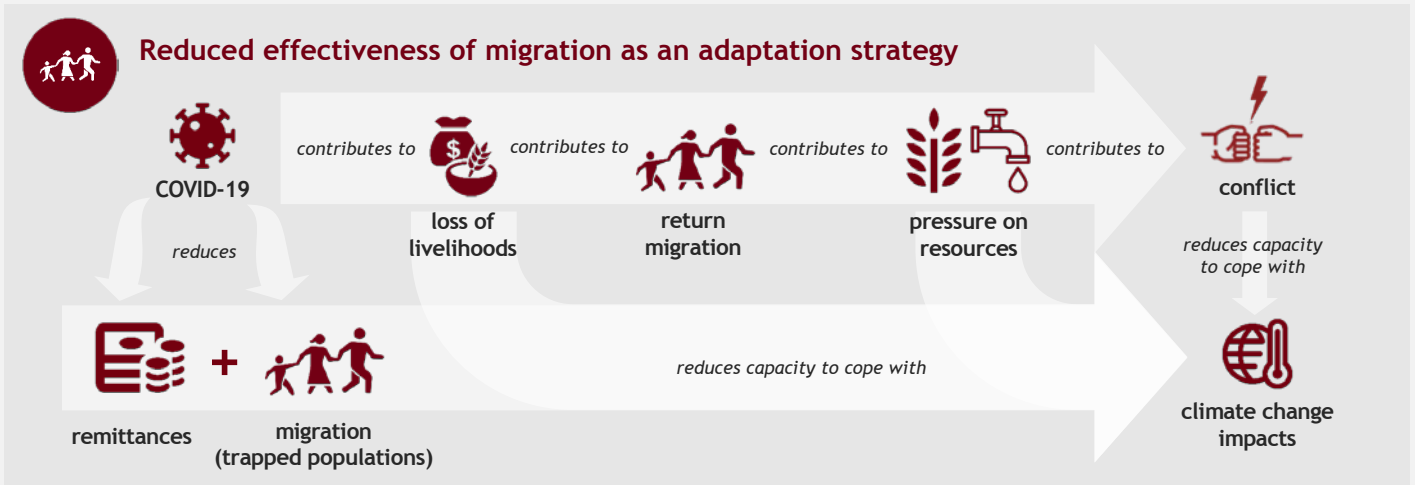 Reduced effectiveness of migration as an adaptation strategy
COVID-19
contributes to
$
loss of
livelihoods
contributes to
return
migration
contributes to
pressure on
resources
contributes to
conflict
reduces
reduces capacity
to cope with
remittances
+
migration
(trapped populations)
reduces capacity to cope with
climate change
impacts